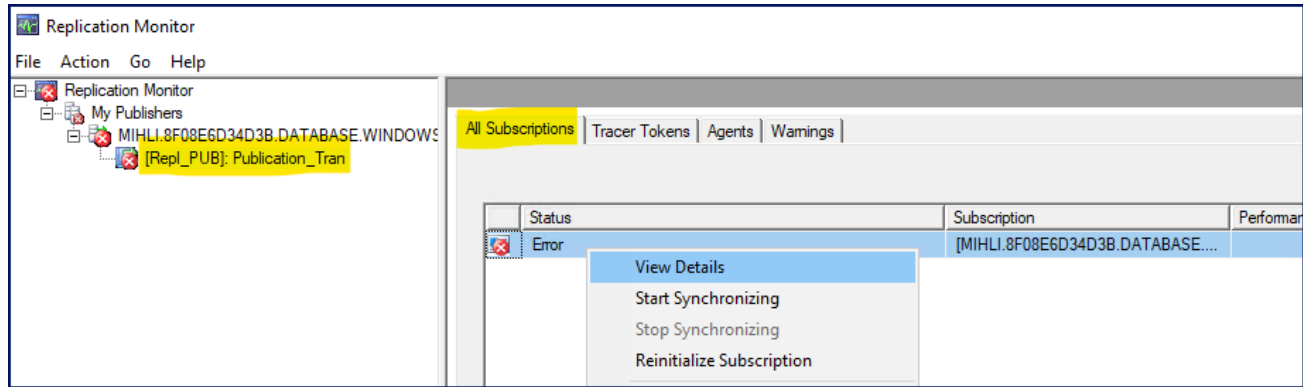 Replication Monitor
File Action Go Help
Replication Monitor
My Publishers
MIHLI.8F08E6D34D3B.DATABASE.WINDOWS
[Repl_PUB]: Publication_Tran
All Subscriptions Tracer Tokens Agents Warnings
Status Subscription Performan
Error [MIHLI.8F08E6D34D3B.DATABASE....
View Details
Start Synchronizing
Stop Synchronizing
Reinitialize Subscription